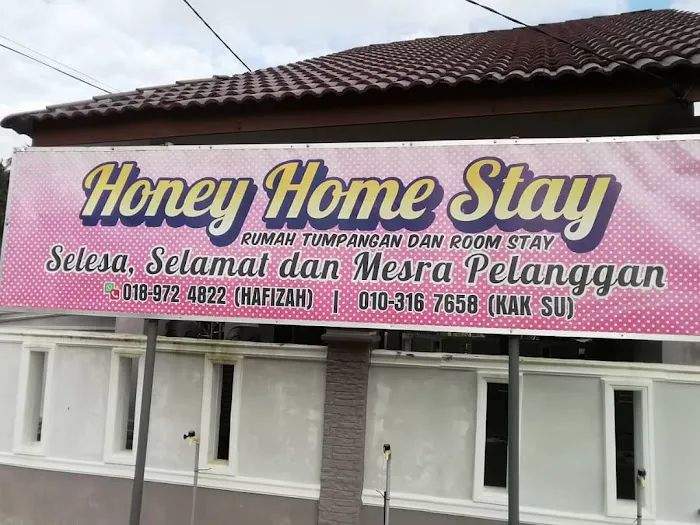 Honey Home Stay
RUMAH TUMPANGAN DAN ROOM STAY
Selesa, Selamat dan Mesra Pelanggan
018-972 4822 (HAFIZAH) | 010-316 7658 (KAK SU)